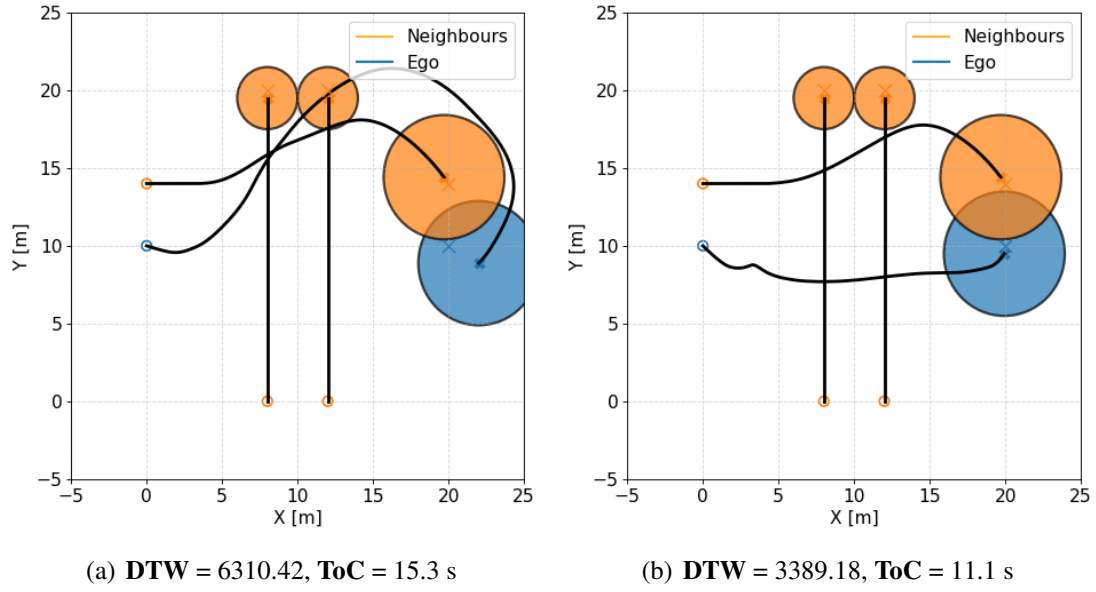 25
20
15
10
5
0
−5
Y [m]
−5 0 5 10 15 20 25
X [m]
Neighbours
Ego
(a) DTW = 6310.42, ToC = 15.3 s
25
20
15
10
5
0
−5
Y [m]
−5 0 5 10 15 20 25
X [m]
Neighbours
Ego
(b) DTW = 3389.18, ToC = 11.1 s